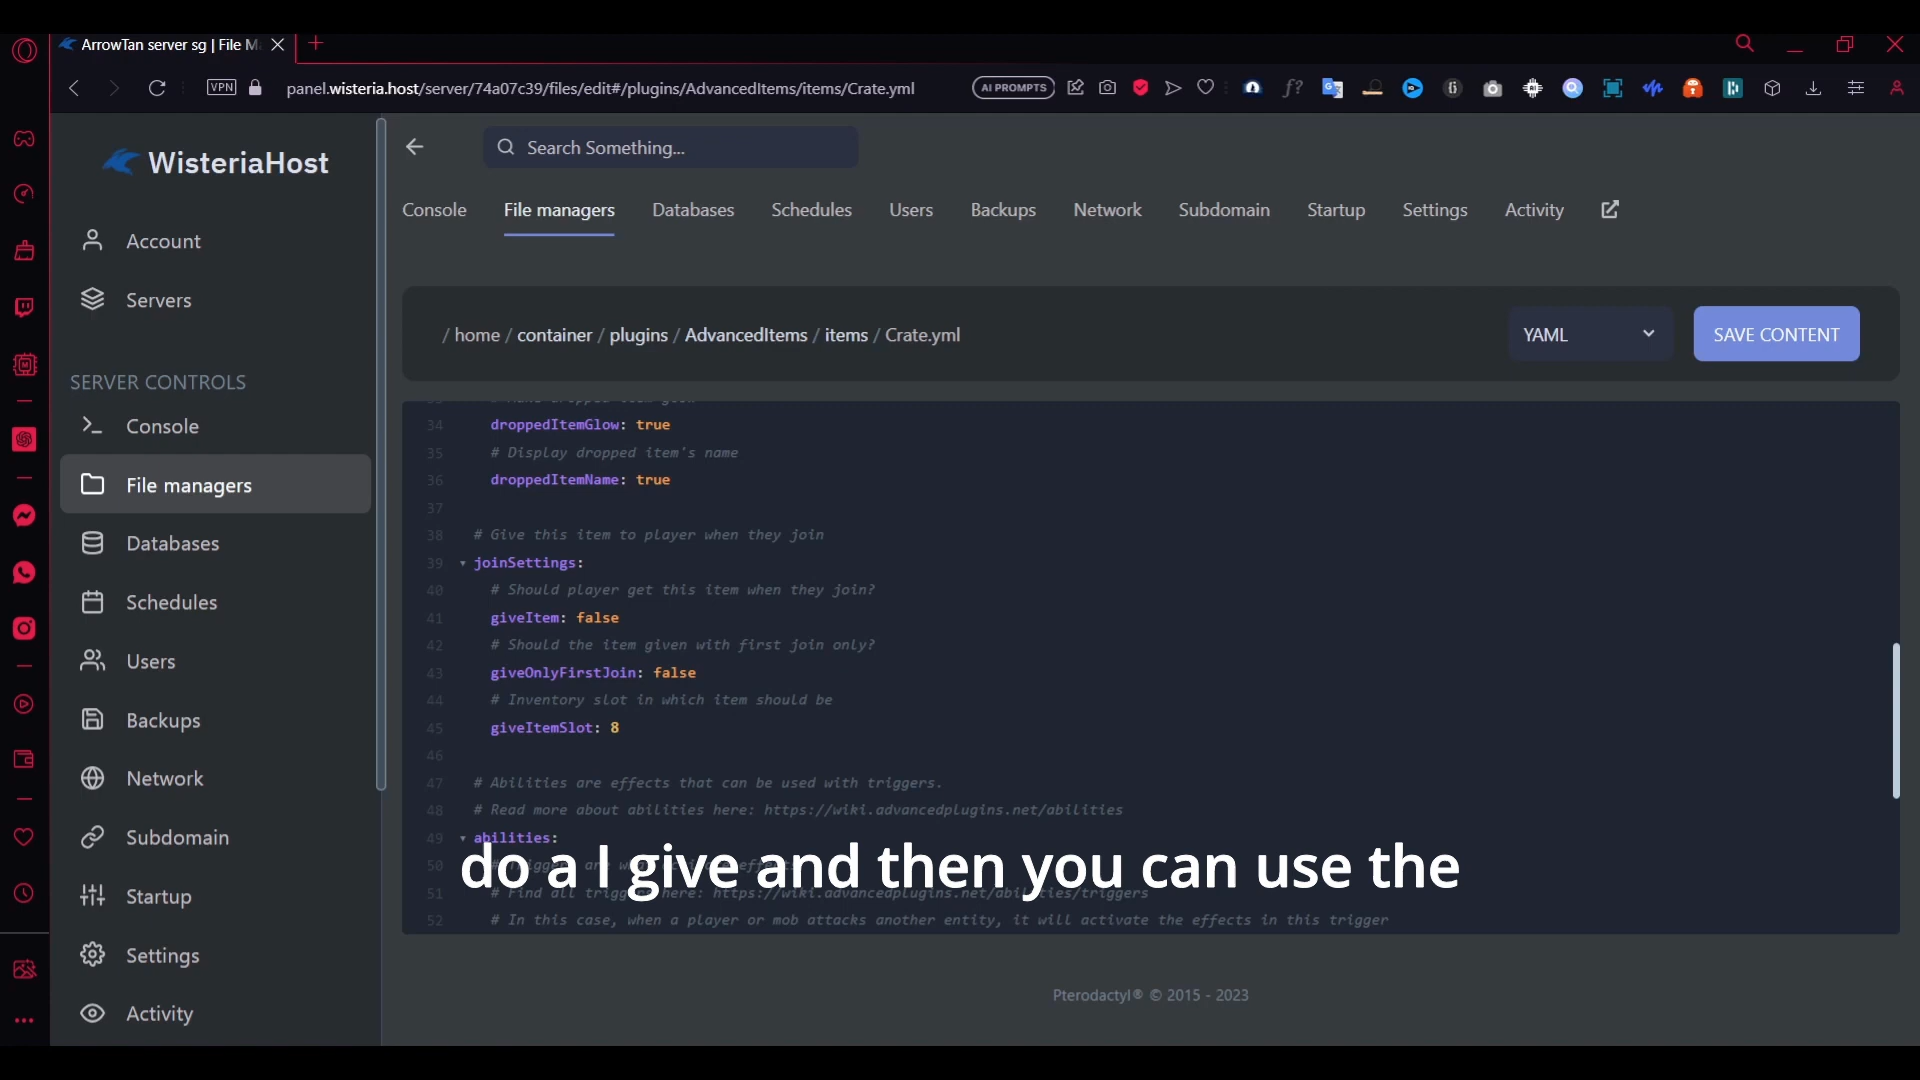 ArrowTan server sg | File M
VPN
panel.wisteria.host/server/74a07c39/files/edit#/plugins/AdvancedItems/items/Crate.yml
AI PROMPTS
WisteriaHost
Search Something...
Console File managers Databases Schedules Users Backups Network Subdomain Startup Settings Activity
Account
Servers
SERVER CONTROLS
Console
File managers
Databases
Schedules
Users
Backups
Network
Subdomain
Startup
Settings
Activity
/ home / container / plugins / AdvancedItems / items / Crate.yml
YAML
SAVE CONTENT
34 droppedItemGlow: true
35 # Display dropped item's name
36 droppedItemName: true
37
38 # Give this item to player when they join
39 joinSettings:
40 # Should player get this item when they join?
41 giveItem: false
42 # Should the item given with first join only?
43 giveOnlyFirstJoin: false
44 # Inventory slot in which item should be
45 giveItemSlot: 8
46
47 # Abilities are effects that can be used with triggers.
48 # Read more about abilities here: https://wiki.advancedplugins.net/abilities
49 abilities:
50
51 # Find all triggers here: https://wiki.advancedplugins.net/abilities/triggers
52 # In this case, when a player or mob attacks another entity, it will activate the effects in this trigger
do a I give and then you can use the
Pterodactyl® © 2015 - 2023